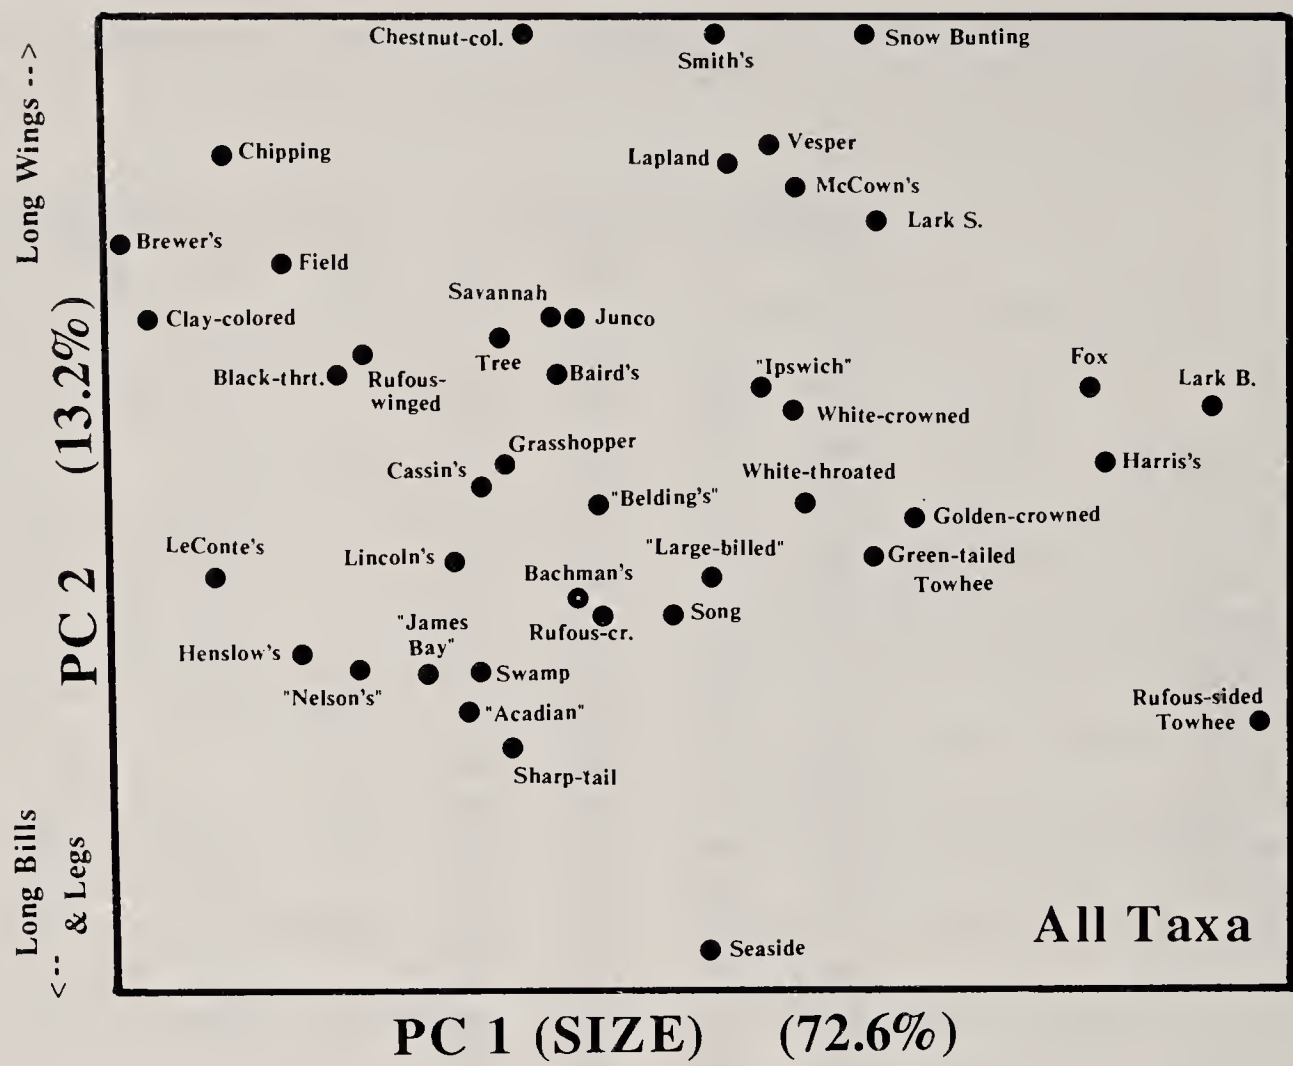 Chestnut-col.
Smith's
Snow Bunting
Long Wings -->
Chipping
Lapland
Vesper
McCown's
Lark S.
Brewer's
Field
Savannah
Clay-colored
Junco
Tree
Black-thrt.
Rufous-
winged
Baird's
"Ipswich"
White-crowned
Fox
Lark B.
Grasshopper
Cassin's
White-throated
Harris's
"Belding's"
Golden-crowned
LeConte's
Lincoln's
"Large-billed"
Green-tailed
Towhee
Bachman's
Rufous-cr.
Song
"James
Bay"
Henslow's
"Nelson's"
Swamp
"Acadian"
Sharp-tail
Rufous-sided
Towhee
Seaside
All Taxa
PC 2 (13.2%)
Long Bills
<-- & Legs
PC 1 (SIZE) (72.6%)